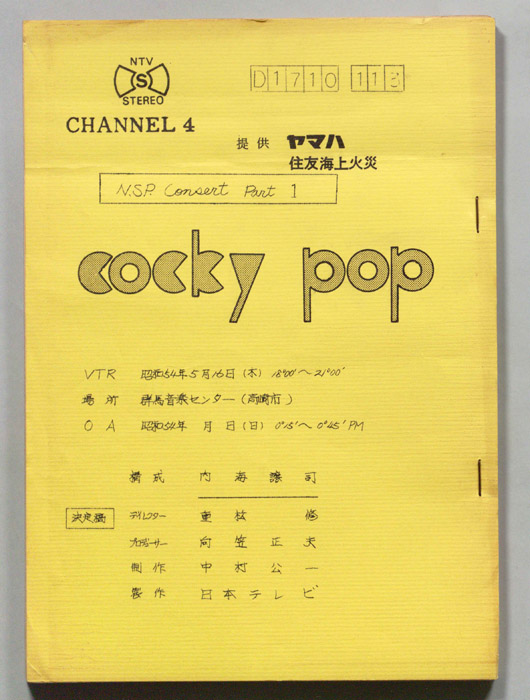 NTV
S
STEREO
CHANNEL 4
D1710 113
提供 ヤマハ
住友海上火災
N.S.P. Consert Part 1
cocky pop
VTR 昭和54年5月16日(木) 18°00'〜21°00'
場所 群馬音楽センター(高崎市)
OA 昭和54年 月 日(日) 0°15'〜0°45'PM
構成 内海譲司
決定稿 ディレクター 重松 修
プロデューサー 向笠正夫
制作 中村公一
製作 日本テレビ